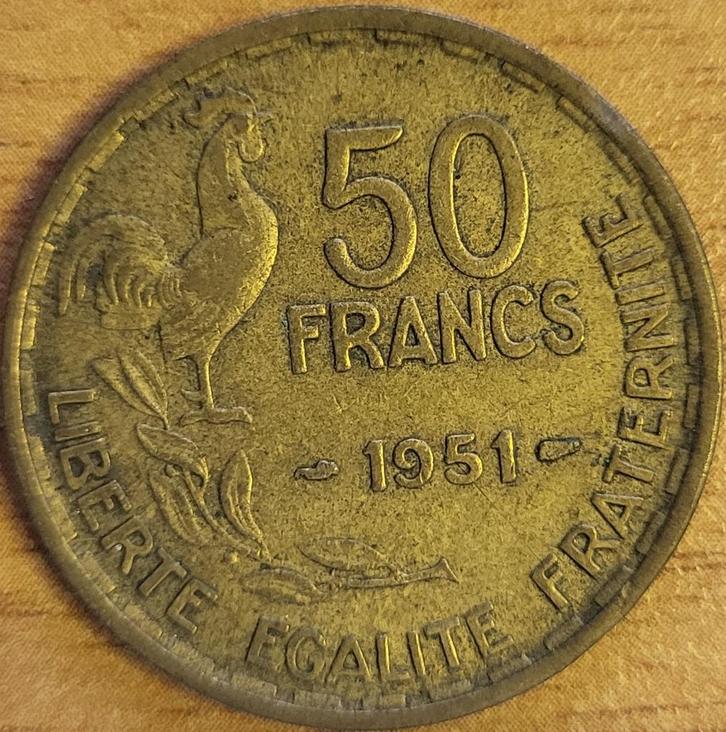 50
FRANCS
1951
LIBERTE EGALITE FRATERNITE